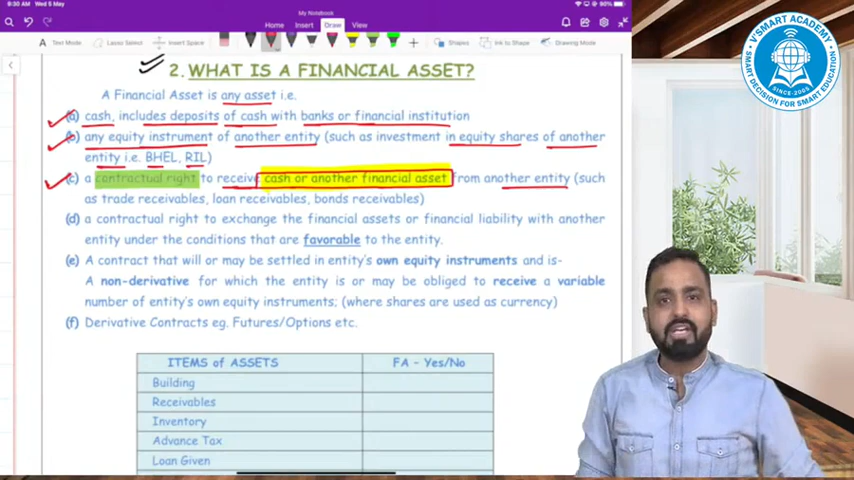 8:30 AM Wed 5 May
80%
My Notebook
Home Insert Draw View
Text Mode Lasso Select Insert Space Shapes Ink to Shape Drawing Mode
2. WHAT IS A FINANCIAL ASSET?
A Financial Asset is any asset i.e.
(a) cash, includes deposits of cash with banks or financial institution
(b) any equity instrument of another entity (such as investment in equity shares of another
entity i.e. BHEL, RIL)
(c) a contractual right to receive cash or another financial asset from another entity (such
as trade receivables, loan receivables, bonds receivables)
(d) a contractual right to exchange the financial assets or financial liability with another
entity under the conditions that are favorable to the entity.
(e) A contract that will or may be settled in entity's own equity instruments and is-
A non-derivative for which the entity is or may be obliged to receive a variable
number of entity's own equity instruments; (where shares are used as currency)
(f) Derivative Contracts eg. Futures/Options etc.
ITEMS of ASSETS FA - Yes/No
Building
Receivables
Inventory
Advance Tax
Loan Given
V'SMART ACADEMY
SINCE-2005
SMART DECISION FOR SMART EDUCATION